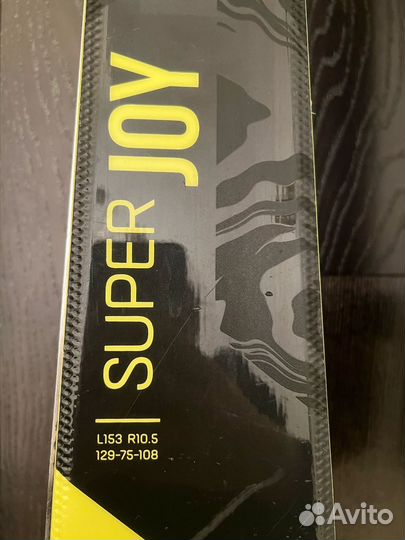 SUPER JOY
L153 R10.5
129-75-108
Avito